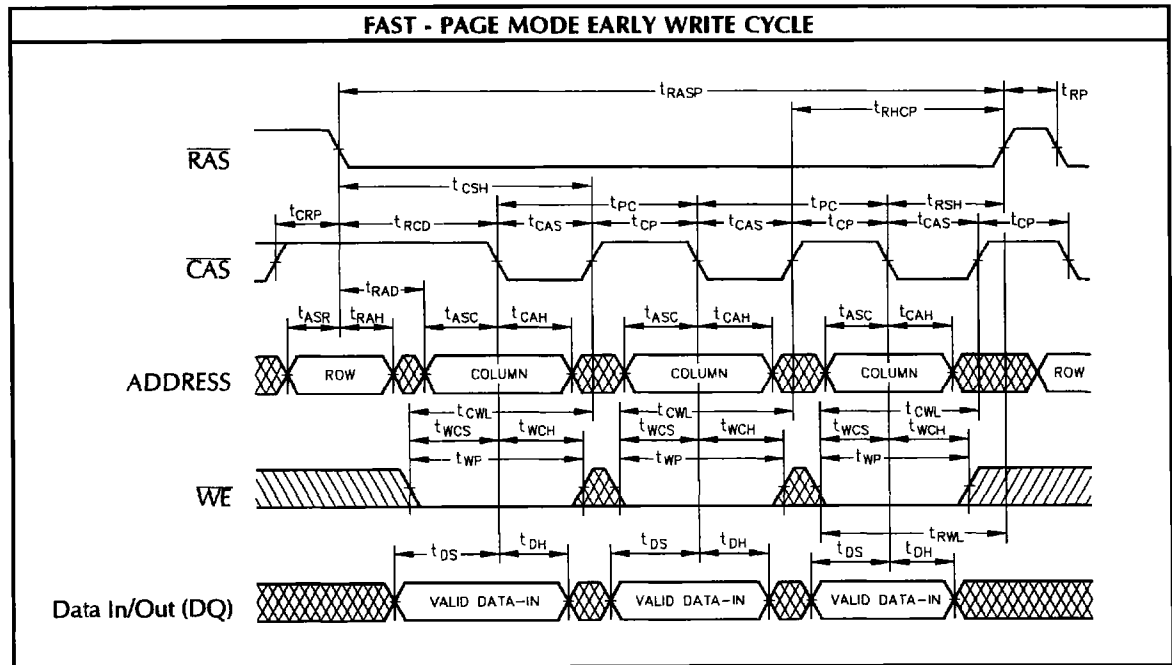 FAST - PAGE MODE EARLY WRITE CYCLE
tRASP tRP
tRHCP
RAS
tCSH tPC tPC tRSH
tCRP tRCD tCAS tCP tCAS tCP tCAS tCP
CAS
tRAD
tASR tRAH tASC tCAH tASC tCAH tASC tCAH
ADDRESS ROW COLUMN COLUMN COLUMN ROW
tCWL tCWL tCWL
tWCS tWCH tWCS tWCH tWCS tWCH
tWP tWP tWP
WE
tRWL
tDS tDH tDS tDH tDS tDH
Data In/Out (DQ) VALID DATA-IN VALID DATA-IN VALID DATA-IN